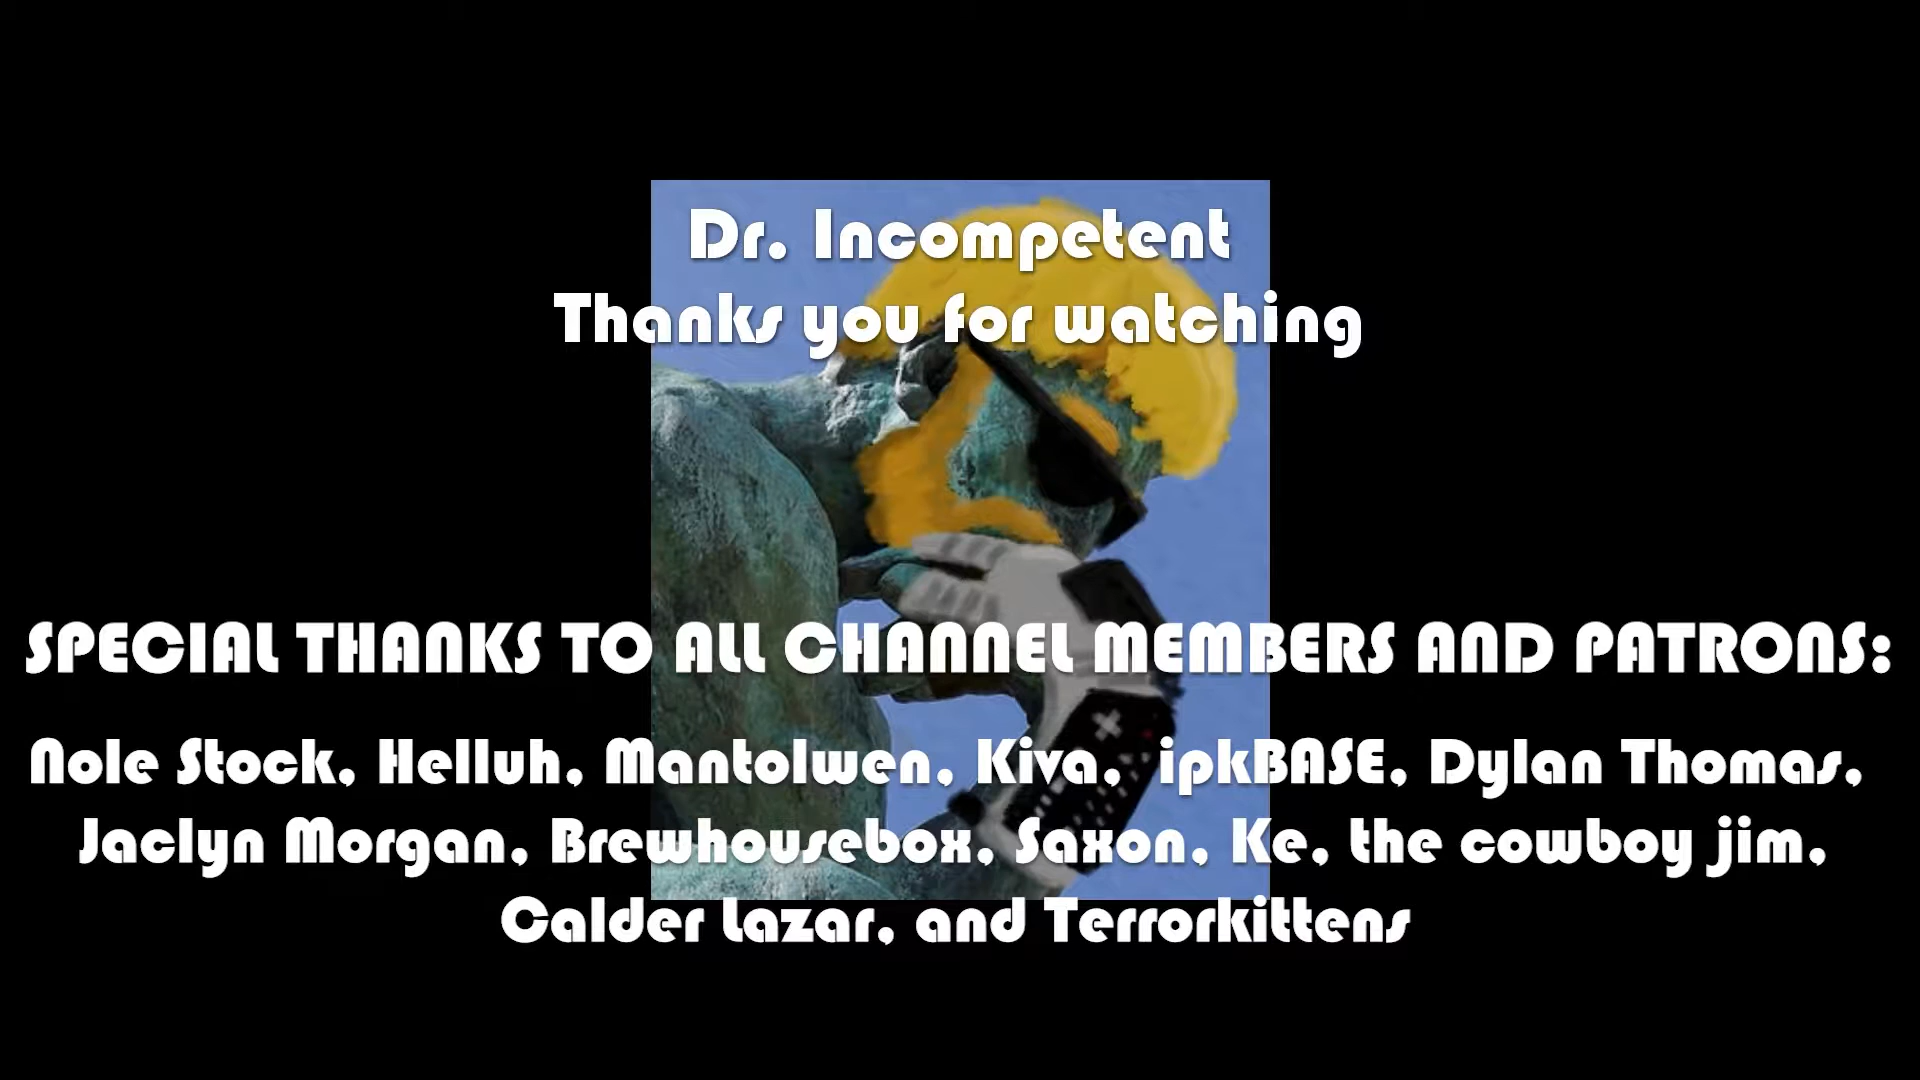 Dr. Incompetent
Thanks you for watching
SPECIAL THANKS TO ALL CHANNEL MEMBERS AND PATRONS:
Nole Stock, Helluh, Mantolwen, Kiva, ipkBASE, Dylan Thomas,
Jaclyn Morgan, Brewhousebox, Saxon, Ke, the cowboy jim,
Calder Lazar, and Terrorkittens